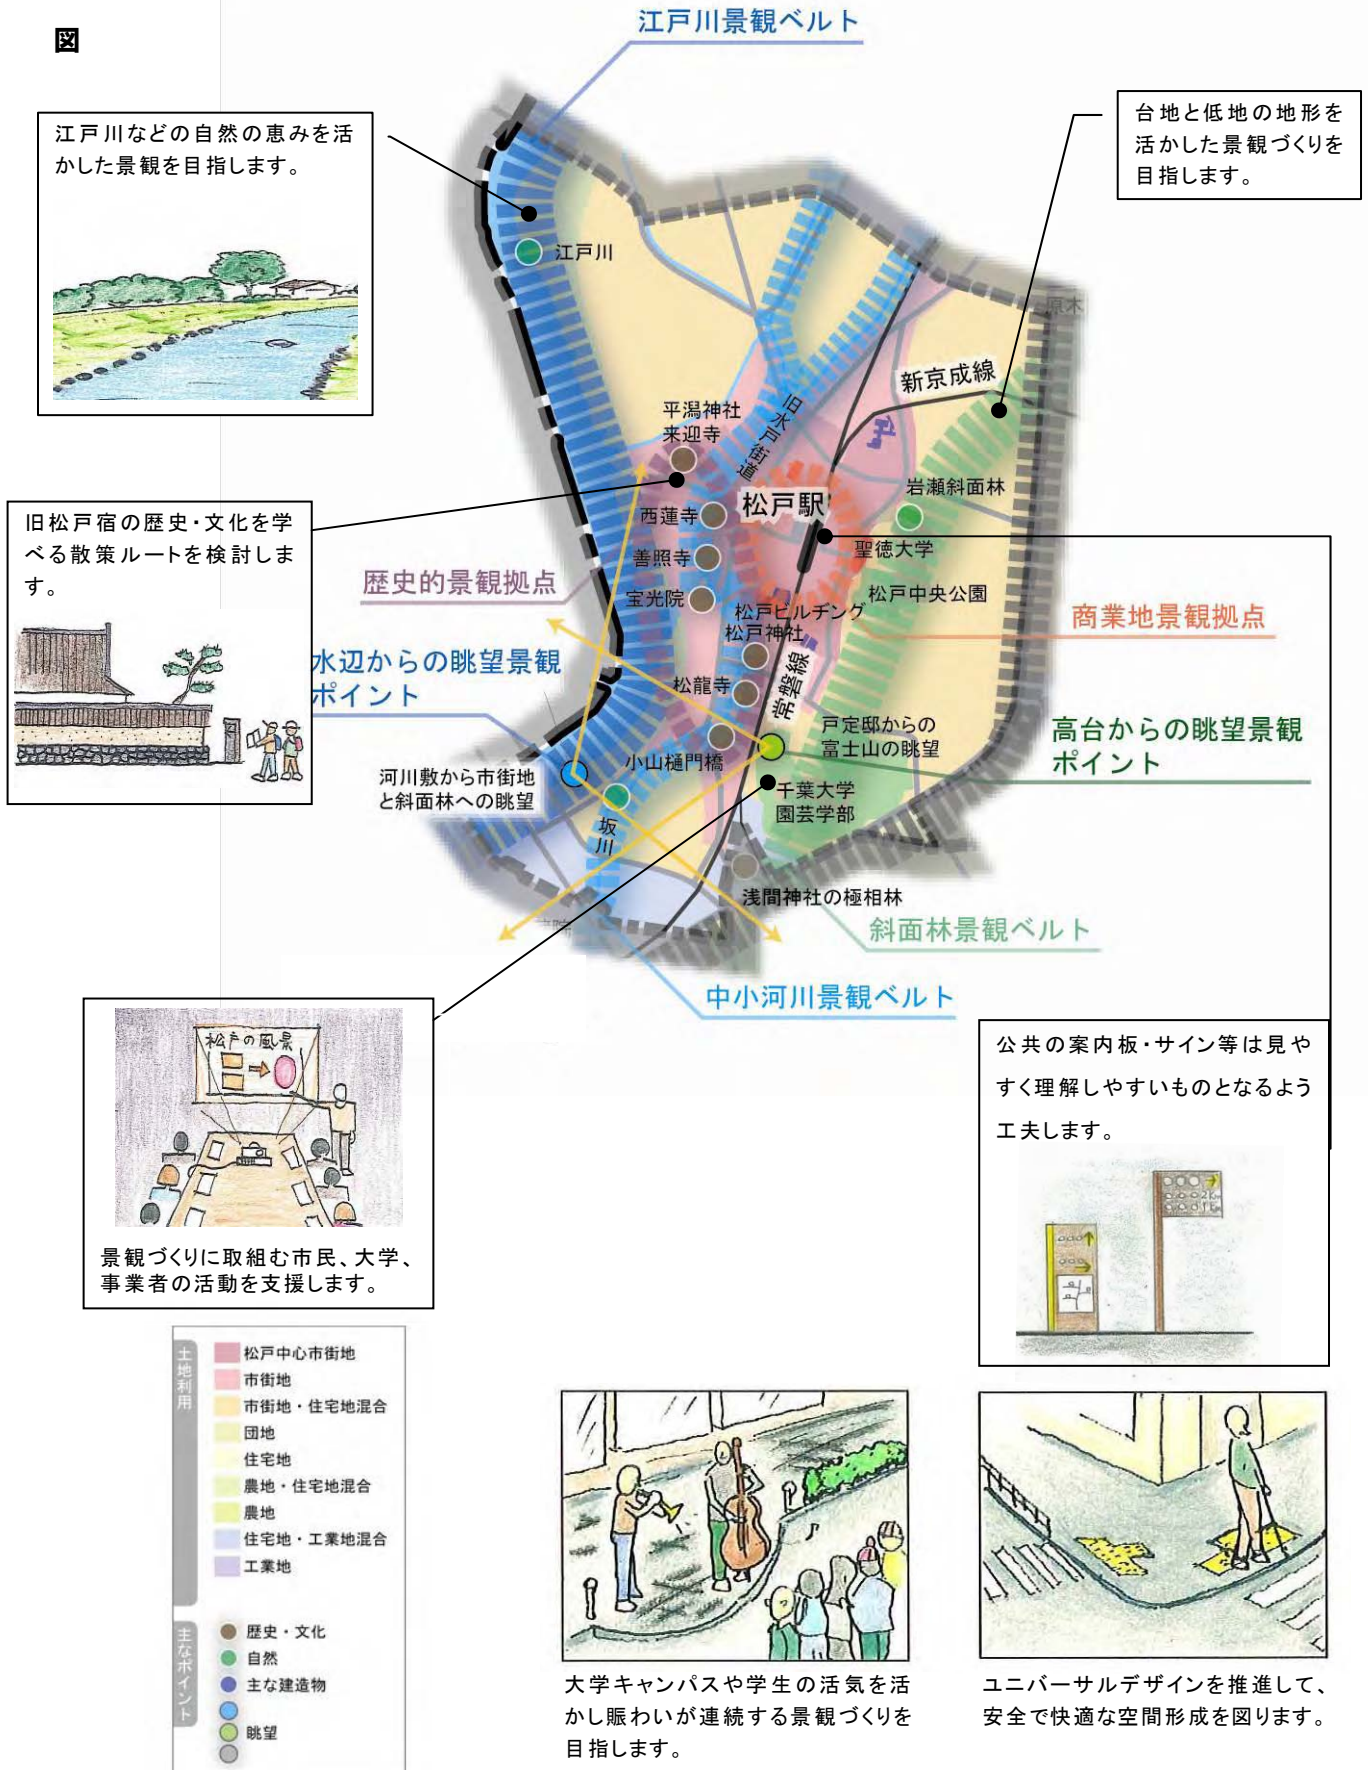 図
江戸川景観ベルト
江戸川などの自然の恵みを活
かした景観を目指します。
台地と低地の地形を
活かした景観づくりを
目指します。
江戸川
原木
新京成線
旧水戸街道
平潟神社
来迎寺
松戸駅
岩瀬斜面林
西蓮寺
聖徳大学
旧松戸宿の歴史・文化を学
べる散策ルートを検討しま
す。
善照寺
歴史的景観拠点
宝光院
松戸中央公園
松戸ビルヂング
商業地景観拠点
松戸神社
水辺からの眺望景観
ポイント
松龍寺
常磐線
戸定邸からの
富士山の眺望
高台からの眺望景観
ポイント
小山樋門橋
河川敷から市街地
と斜面林への眺望
千葉大学
園芸学部
坂川
浅間神社の極相林
斜面林景観ベルト
中小河川景観ベルト
松戸の風景
景観づくりに取組む市民、大学、
事業者の活動を支援します。
公共の案内板・サイン等は見や
すく理解しやすいものとなるよう
工夫します。
2Km
1Km
土地利用
松戸中心市街地
市街地
市街地・住宅地混合
団地
住宅地
農地・住宅地混合
農地
住宅地・工業地混合
工業地
主なポイント
歴史・文化
自然
主な建造物
眺望
大学キャンパスや学生の活気を活
かし賑わいが連続する景観づくりを
目指します。
ユニバーサルデザインを推進して、
安全で快適な空間形成を図ります。